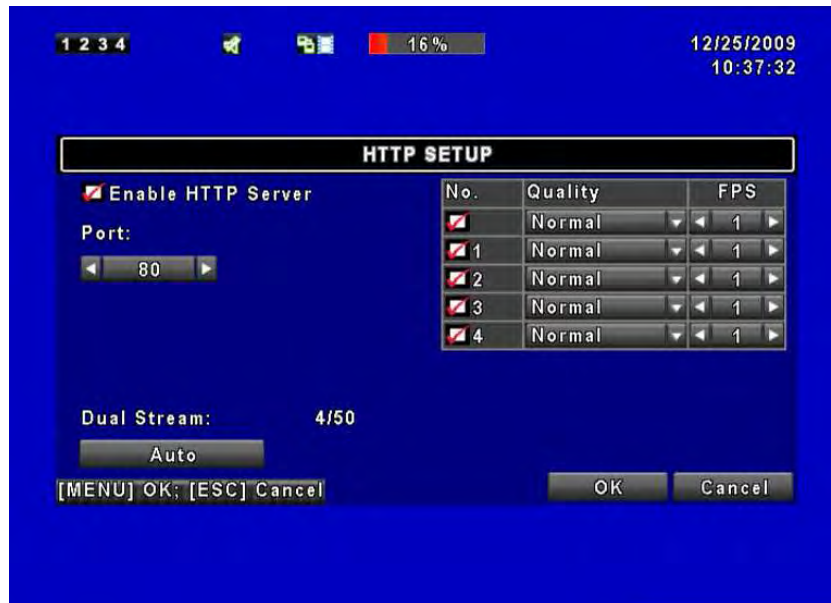 1 2 3 4 16% 12/25/2009
10:37:32
HTTP SETUP
Enable HTTP Server
Port:
80
No. Quality FPS
Normal 1
1 Normal 1
2 Normal 1
3 Normal 1
4 Normal 1
Dual Stream: 4/50
Auto
[MENU] OK; [ESC] Cancel
OK Cancel